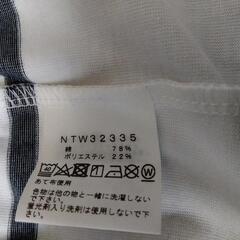 NTW32335
綿 78%
ポリエステル 22%
あて布使用
色物は他の物と一緒に洗濯しない
で下さい。
蛍光剤入り洗剤は使用しないで
下さい。